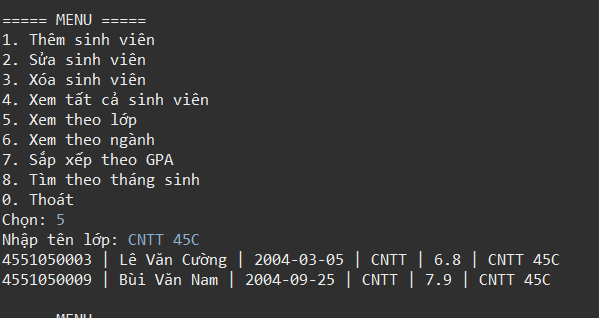 ===== MENU =====
1. Thêm sinh viên
2. Sửa sinh viên
3. Xóa sinh viên
4. Xem tất cả sinh viên
5. Xem theo lớp
6. Xem theo ngành
7. Sắp xếp theo GPA
8. Tìm theo tháng sinh
0. Thoát
Chọn: 5
Nhập tên lớp: CNTT 45C
4551050003 | Lê Văn Cường | 2004-03-05 | CNTT | 6.8 | CNTT 45C
4551050009 | Bùi Văn Nam | 2004-09-25 | CNTT | 7.9 | CNTT 45C
MENU